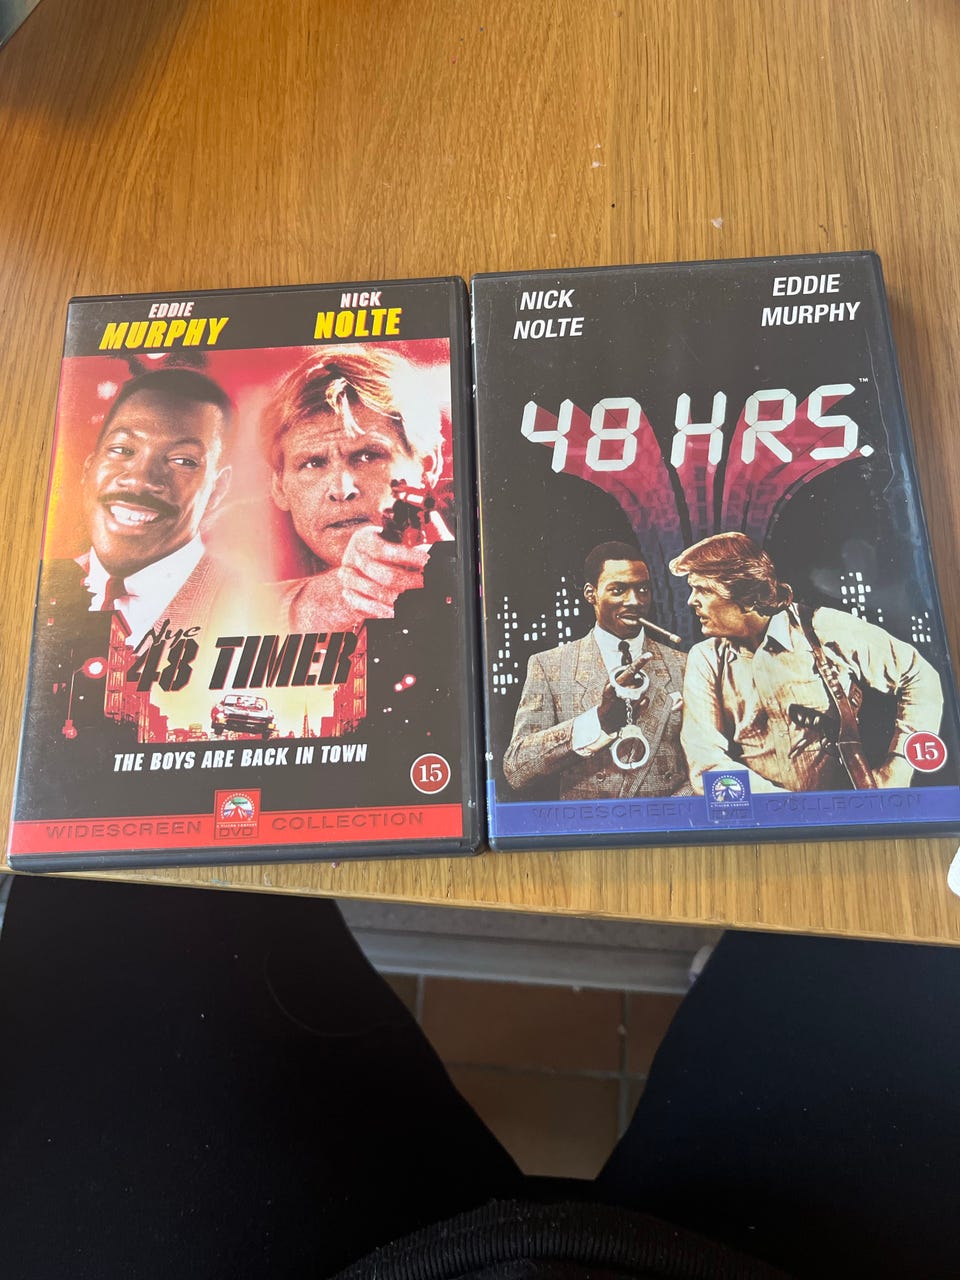 EDDIE
MURPHY
NICK
NOLTE
Nye
48 TIMER
THE BOYS ARE BACK IN TOWN
15
WIDESCREEN
DVD
COLLECTION
NICK
NOLTE
EDDIE
MURPHY
48 HRS.™
15
WIDESCREEN
DVD
COLLECTION